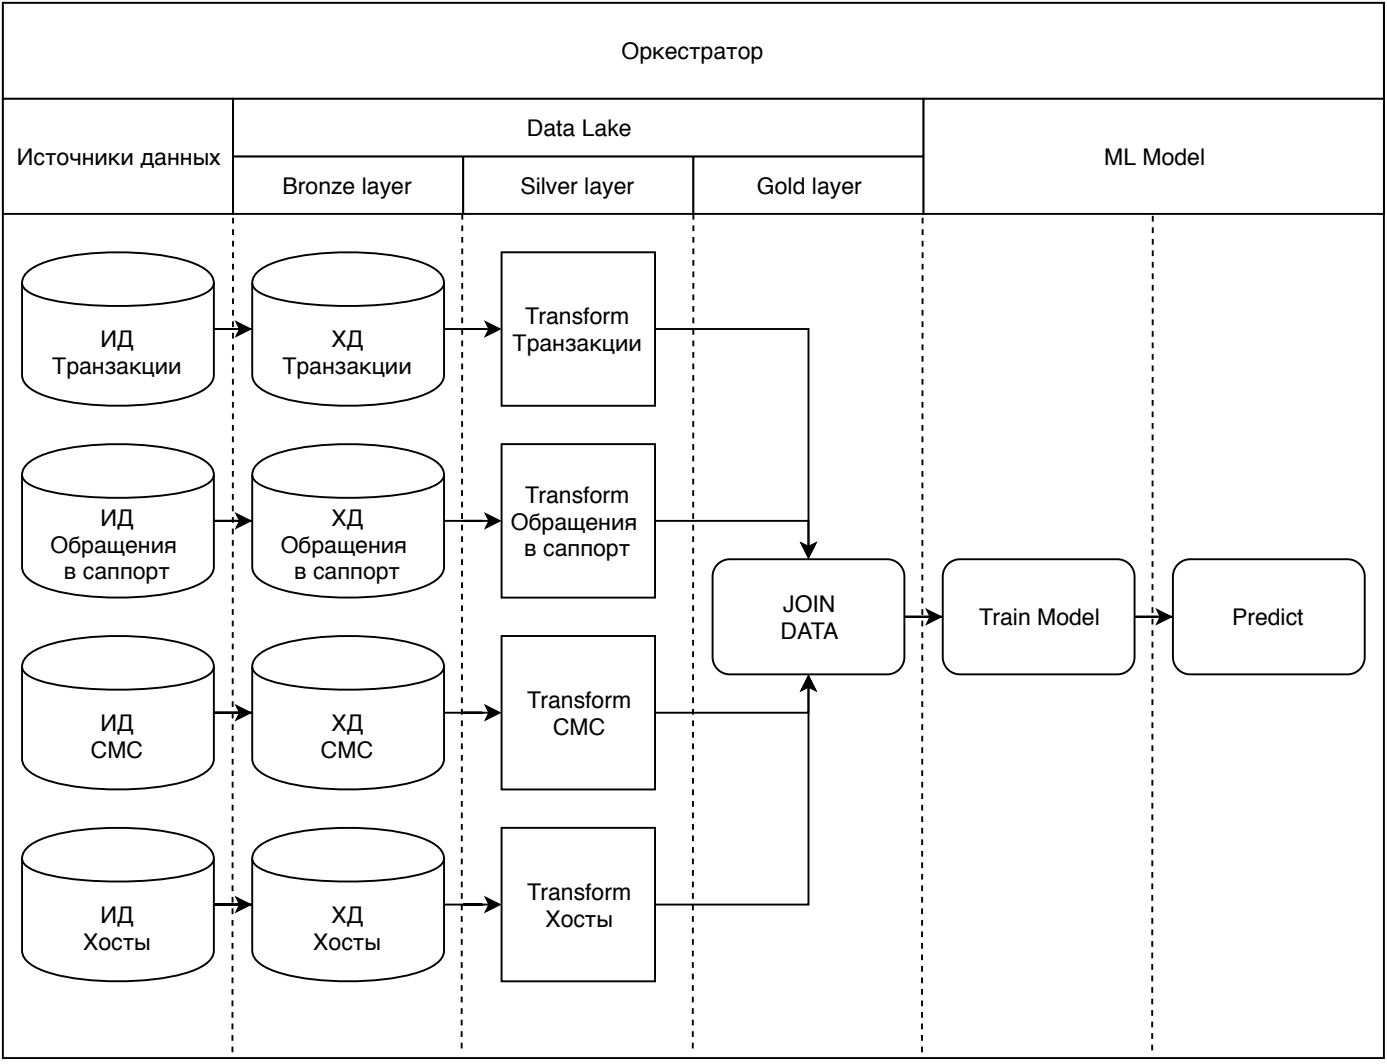 Оркестратор
Источники данных
Data Lake
ML Model
Bronze layer
Silver layer
Gold layer
ИД
Транзакции
ХД
Транзакции
Transform
Транзакции
ИД
Обращения
в саппорт
ХД
Обращения
в саппорт
Transform
Обращения
в саппорт
JOIN
DATA
Train Model
Predict
ИД
СМС
ХД
СМС
Transform
СМС
ИД
Хосты
ХД
Хосты
Transform
Хосты